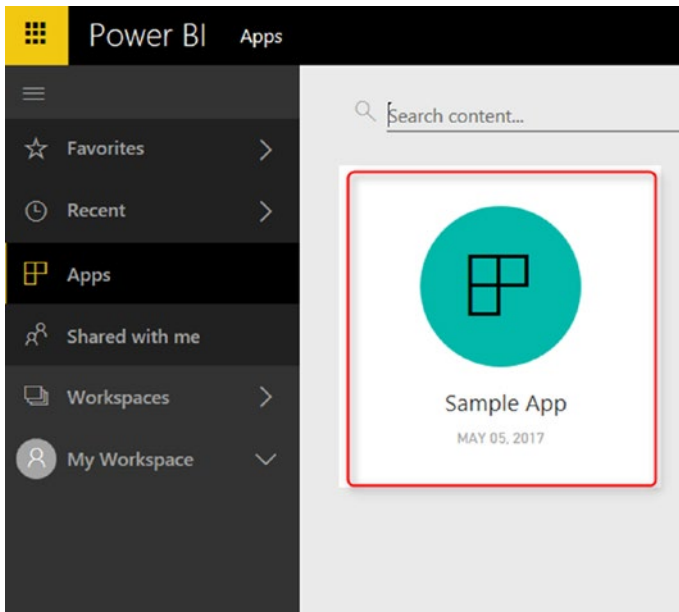 Power BI Apps
Search content...
Favorites
Recent
Apps
Shared with me
Workspaces
My Workspace
Sample App
MAY 05, 2017